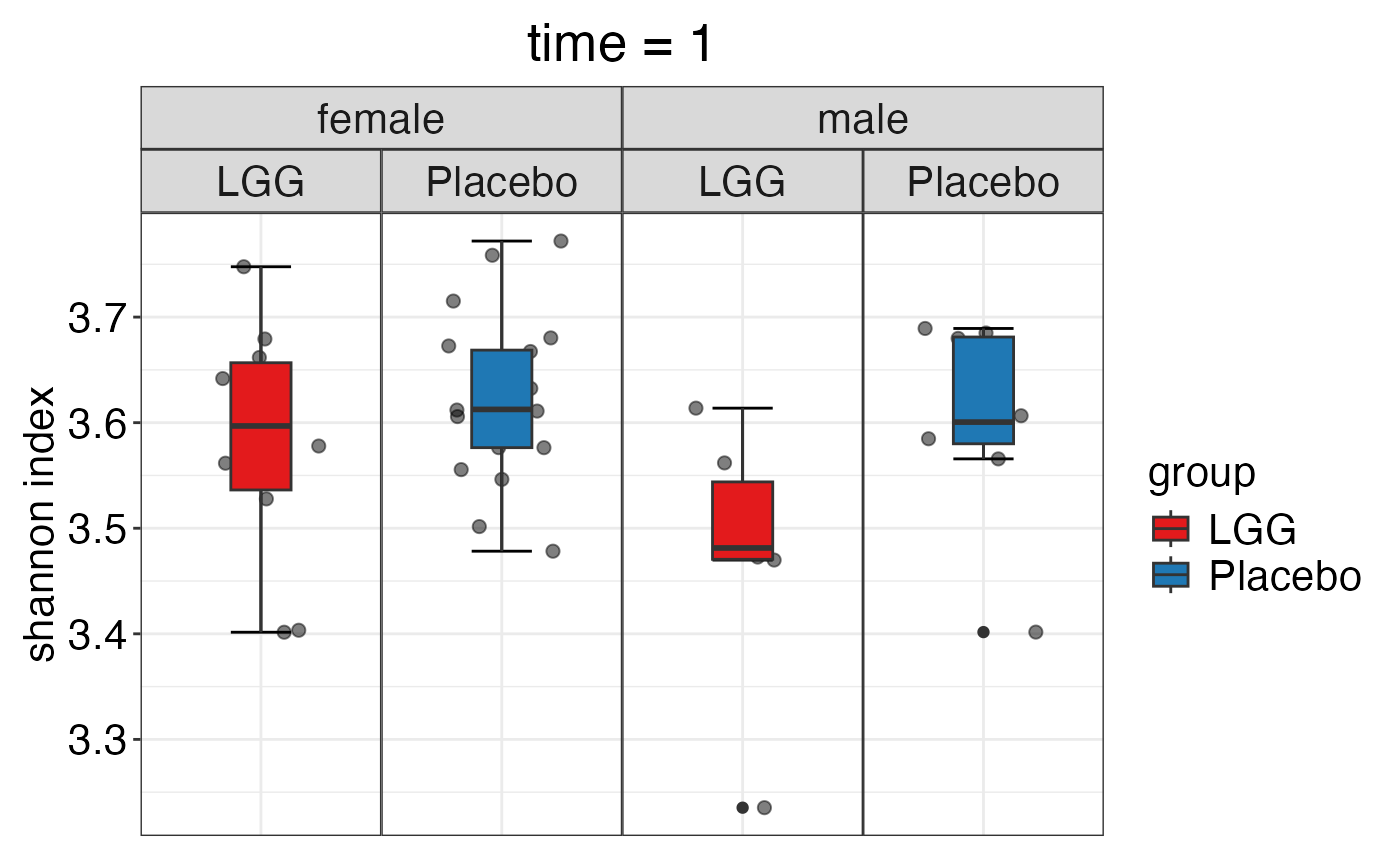 time = 1
female male
LGG Placebo LGG Placebo
shannon index
3.7
3.6
3.5
3.4
3.3
group
LGG
Placebo